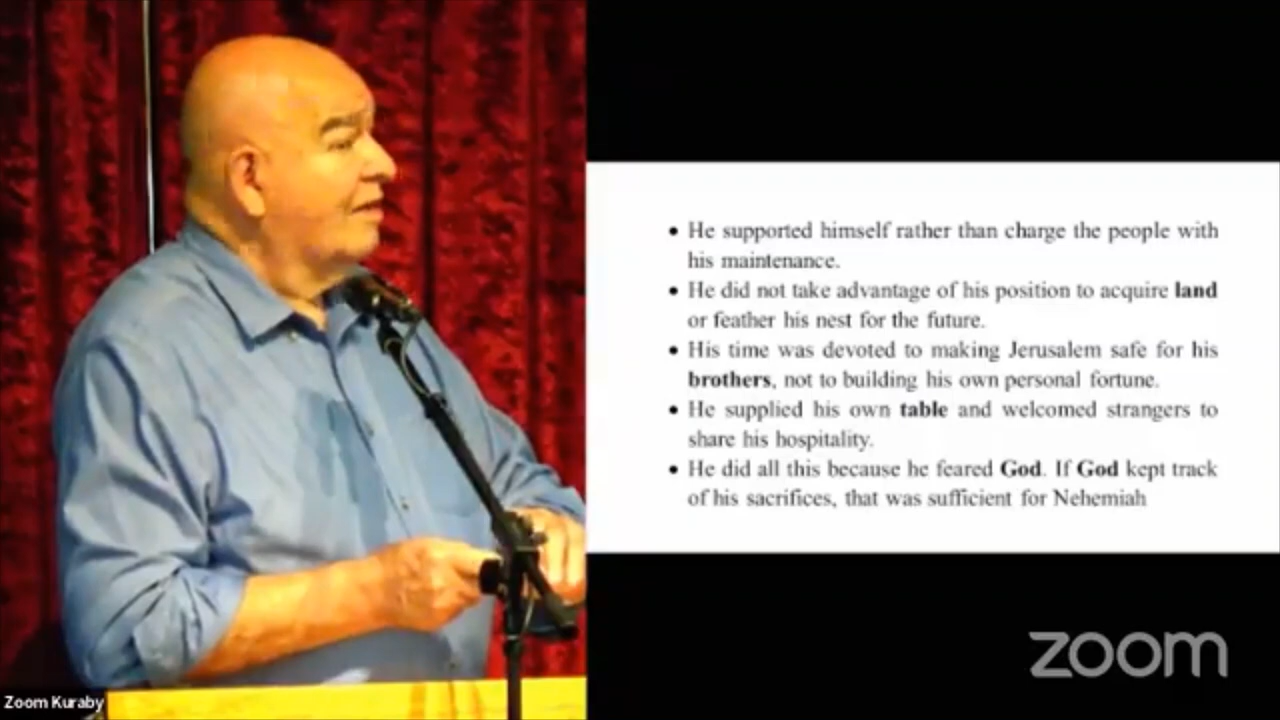 • He supported himself rather than charge the people with
his maintenance.
• He did not take advantage of his position to acquire land
or feather his nest for the future.
• His time was devoted to making Jerusalem safe for his
brothers, not to building his own personal fortune.
• He supplied his own table and welcomed strangers to
share his hospitality.
• He did all this because he feared God. If God kept track
of his sacrifices, that was sufficient for Nehemiah
zoom
Zoom Kuraby